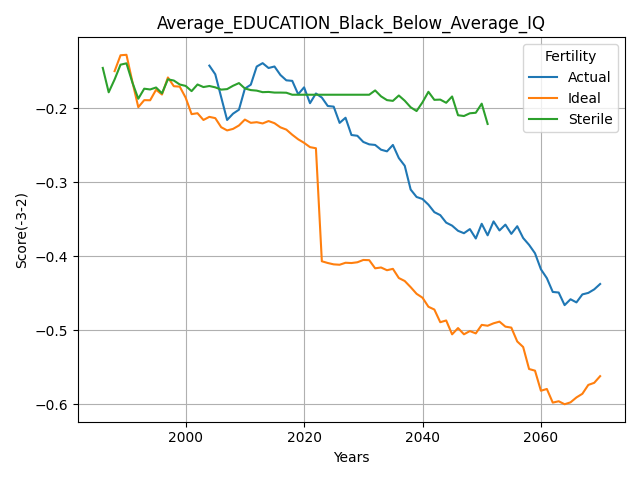 Average_EDUCATION_Black_Below_Average_IQ
Fertility
Actual
Ideal
Sterile
Score(-3-2)
−0.2
−0.3
−0.4
−0.5
−0.6
2000
2020
2040
2060
Years